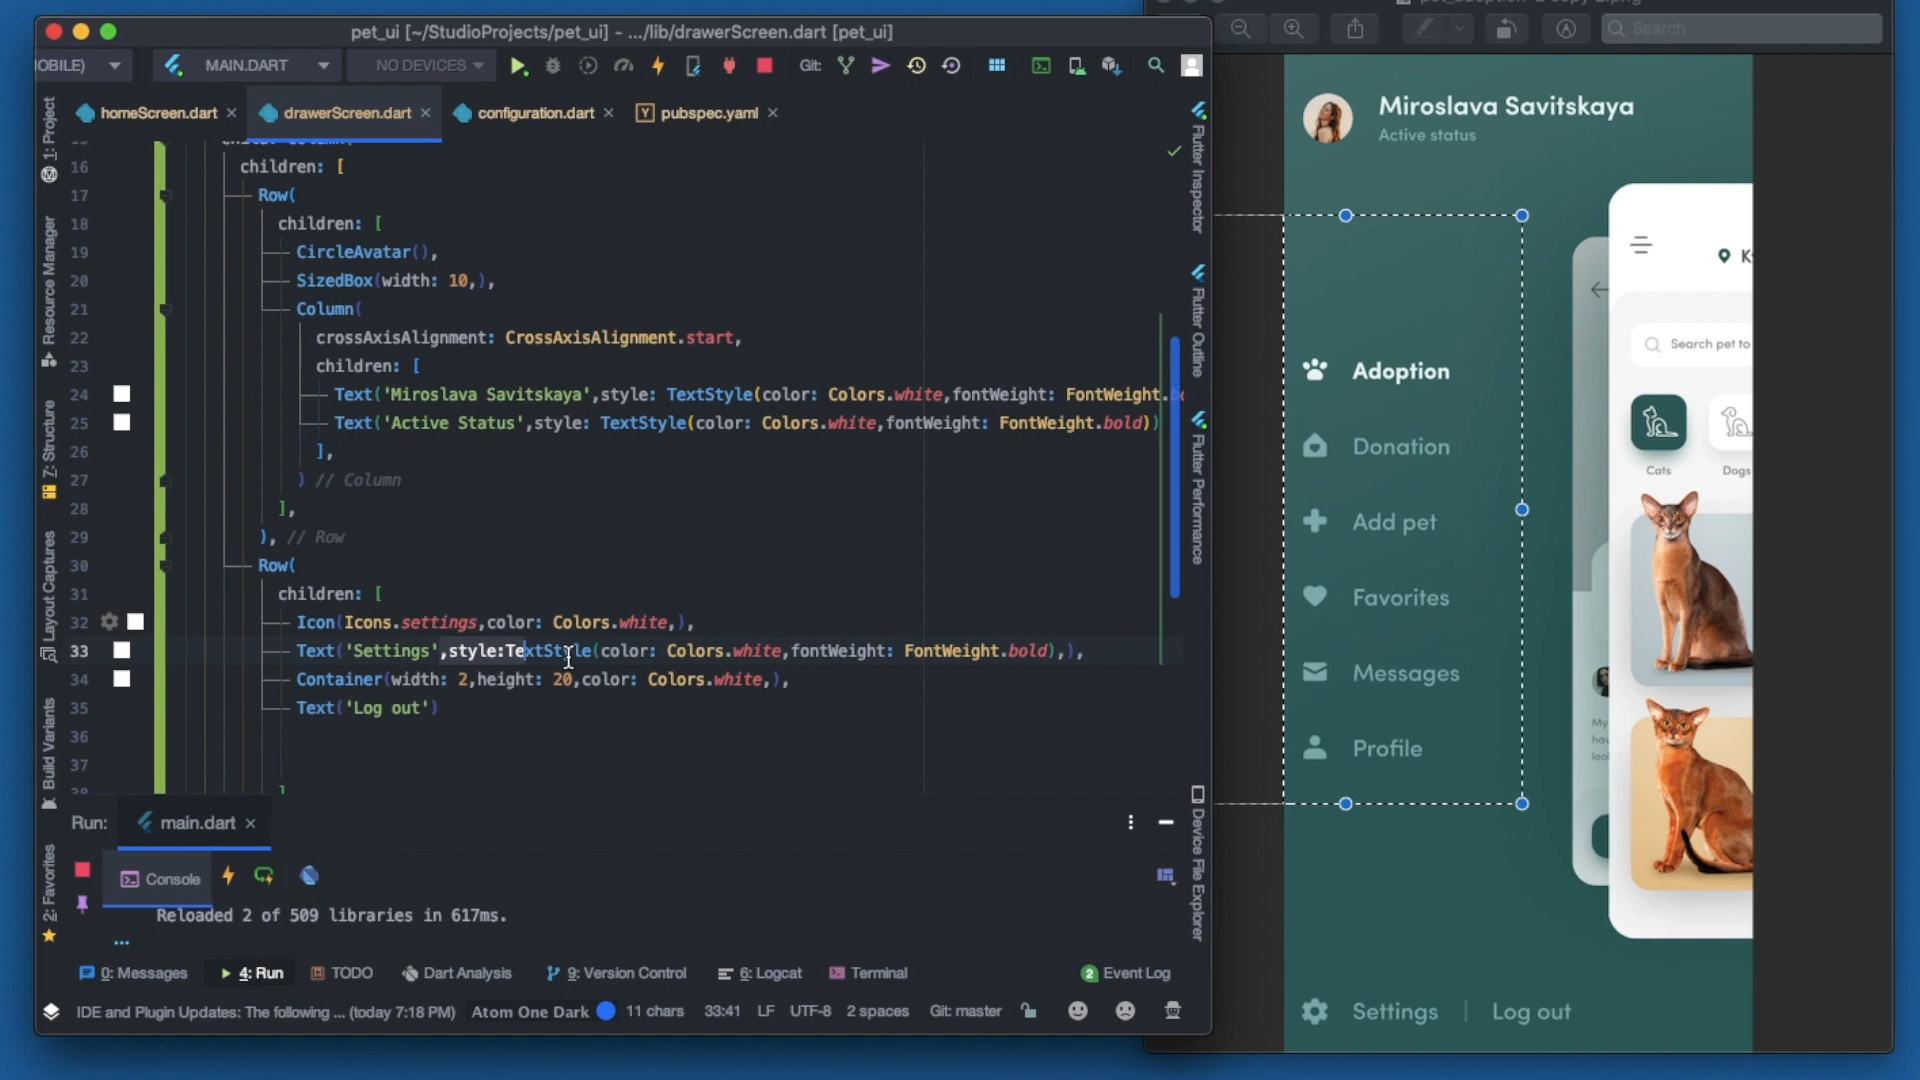 pet_ui [~/StudioProjects/pet_ui] - .../lib/drawerScreen.dart [pet_ui]
OBILE)
MAIN.DART
NO DEVICES
Git:
Search
homeScreen.dart
drawerScreen.dart
configuration.dart
pubspec.yaml
1: Project
Resource Manager
7: Structure
Layout Captures
Build Variants
2: Favorites
Flutter Inspector
Flutter Outline
Flutter Performance
Device File Explorer
16 children: [
17 Row(
18 children: [
19 CircleAvatar(),
20 SizedBox(width: 10,),
21 Column(
22 crossAxisAlignment: CrossAxisAlignment.start,
23 children: [
24 Text('Miroslava Savitskaya',style: TextStyle(color: Colors.white,fontWeight: FontWeight.
25 Text('Active Status',style: TextStyle(color: Colors.white,fontWeight: FontWeight.bold))
26 ],
27 ) // Column
28 ],
29 ), // Row
30 Row(
31 children: [
32 Icon(Icons.settings,color: Colors.white,),
33 Text('Settings',style:TextStyle(color: Colors.white,fontWeight: FontWeight.bold),),
34 Container(width: 2,height: 20,color: Colors.white,),
35 Text('Log out')
36
37
38 ]
Run:
main.dart
Console
Reloaded 2 of 509 libraries in 617ms.
0: Messages
4: Run
TODO
Dart Analysis
9: Version Control
6: Logcat
Terminal
2 Event Log
IDE and Plugin Updates: The following ... (today 7:18 PM)
Atom One Dark
11 chars
33:41
LF
UTF-8
2 spaces
Git: master
Miroslava Savitskaya
Active status
Search pet to
Adoption
Donation
Add pet
Favorites
Messages
Profile
Cats
Dogs
My
Settings | Log out